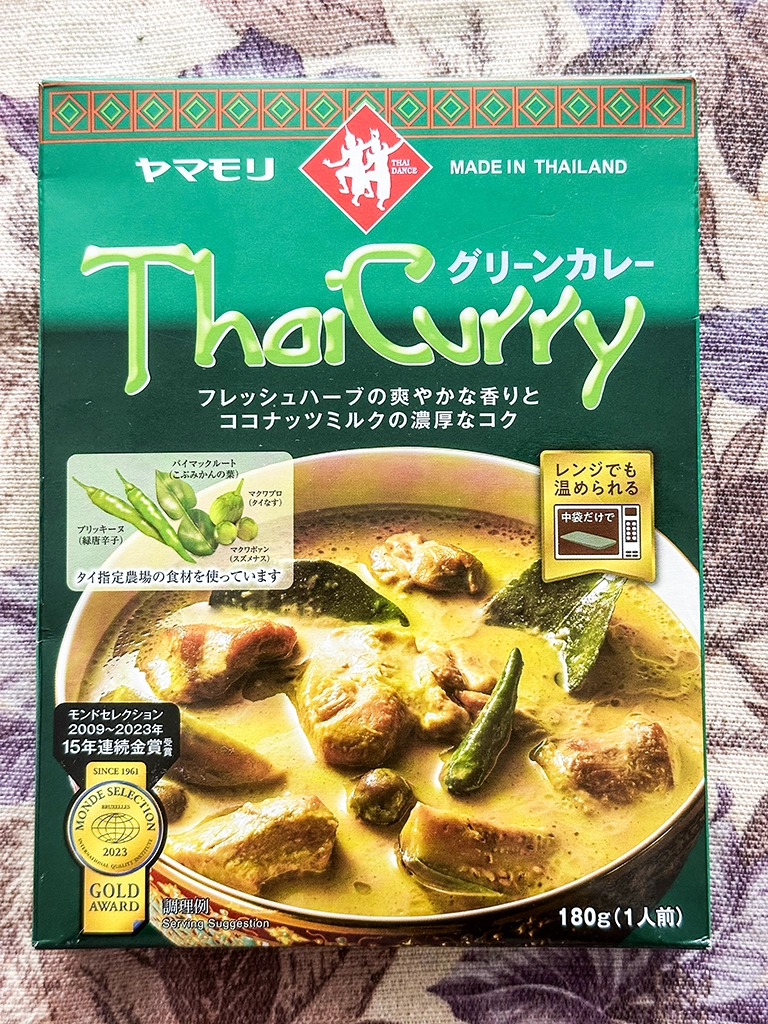 ヤマモリ
THAI
DANCE
MADE IN THAILAND
グリーンカレー
Thai Curry
フレッシュハーブの爽やかな香りと
ココナッツミルクの濃厚なコク
バイマックルート
(こぶみかんの葉)
マクワプロ
(タイなす)
プリッキーヌ
(緑唐辛子)
マクワポァン
(スズメナス)
タイ指定農場の食材を使っています
レンジでも
温められる
中袋だけで
モンドセレクション
2009〜2023年
15年連続金賞受賞
SINCE 1961
MONDE SELECTION
BRUXELLES
INTERNATIONAL QUALITY INSTITUTE
2023
GOLD
AWARD
調理例
Serving Suggestion
180g(1人前)